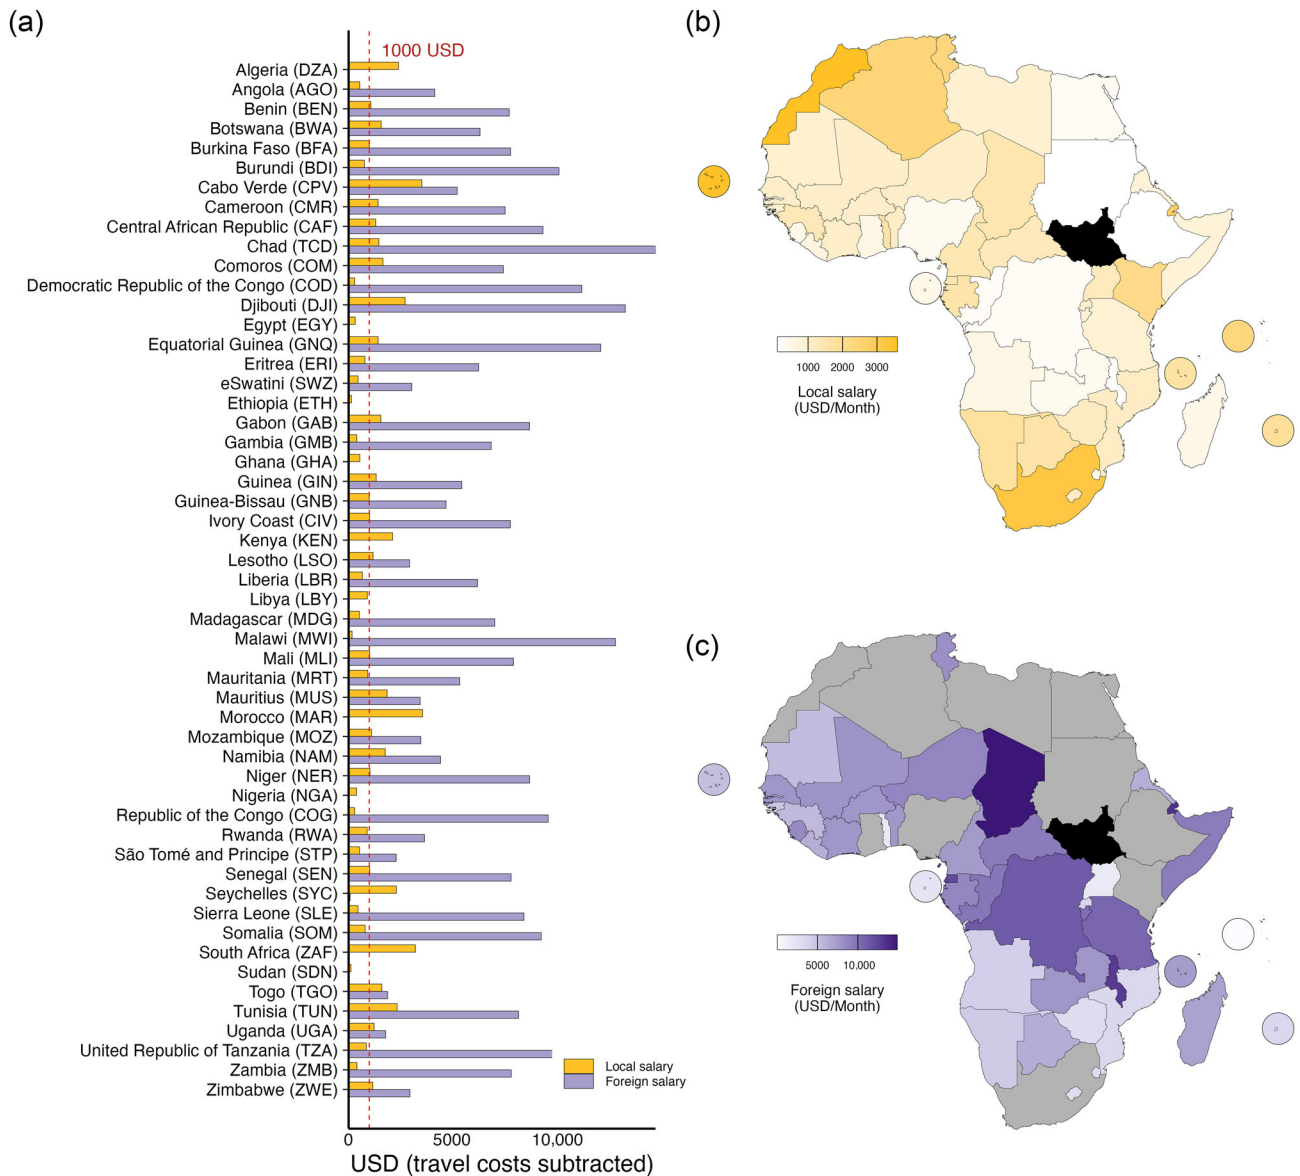 (a)
1000 USD
Algeria (DZA)
Angola (AGO)
Benin (BEN)
Botswana (BWA)
Burkina Faso (BFA)
Burundi (BDI)
Cabo Verde (CPV)
Cameroon (CMR)
Central African Republic (CAF)
Chad (TCD)
Comoros (COM)
Democratic Republic of the Congo (COD)
Djibouti (DJI)
Egypt (EGY)
Equatorial Guinea (GNQ)
Eritrea (ERI)
eSwatini (SWZ)
Ethiopia (ETH)
Gabon (GAB)
Gambia (GMB)
Ghana (GHA)
Guinea (GIN)
Guinea-Bissau (GNB)
Ivory Coast (CIV)
Kenya (KEN)
Lesotho (LSO)
Liberia (LBR)
Libya (LBY)
Madagascar (MDG)
Malawi (MWI)
Mali (MLI)
Mauritania (MRT)
Mauritius (MUS)
Morocco (MAR)
Mozambique (MOZ)
Namibia (NAM)
Niger (NER)
Nigeria (NGA)
Republic of the Congo (COG)
Rwanda (RWA)
São Tomé and Principe (STP)
Senegal (SEN)
Seychelles (SYC)
Sierra Leone (SLE)
Somalia (SOM)
South Africa (ZAF)
Sudan (SDN)
Togo (TGO)
Tunisia (TUN)
Uganda (UGA)
United Republic of Tanzania (TZA)
Zambia (ZMB)
Zimbabwe (ZWE)
Local salary
Foreign salary
0 5000 10,000
USD (travel costs subtracted)
(b)
1000 2000 3000
Local salary
(USD/Month)
(c)
5000 10,000
Foreign salary
(USD/Month)